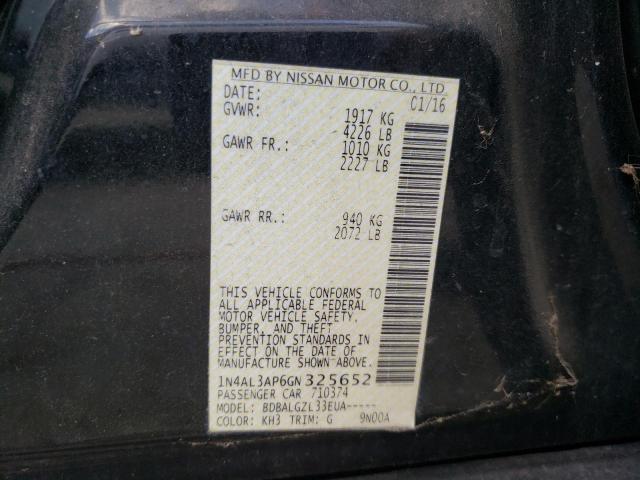 MFD BY NISSAN MOTOR CO., LTD.
DATE: 01/16
GVWR: 1917 KG
4226 LB
GAWR FR.: 1010 KG
2227 LB
GAWR RR.: 940 KG
2072 LB
THIS VEHICLE CONFORMS TO
ALL APPLICABLE FEDERAL
MOTOR VEHICLE SAFETY,
BUMPER, AND THEFT
PREVENTION STANDARDS IN
EFFECT ON THE DATE OF
MANUFACTURE SHOWN ABOVE.
1N4AL3AP6GN325652
PASSENGER CAR 710374
MODEL: BDBALGZL33EUA-----
COLOR: KH3 TRIM: G 9N00A